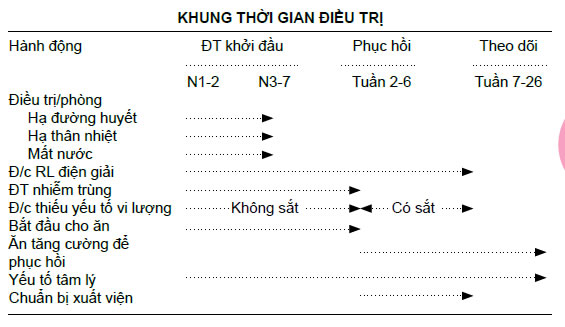 KHUNG THỜI GIAN ĐIỀU TRỊ
Hành động ĐT khởi đầu Phục hồi Theo dõi
N1-2 N3-7 Tuần 2-6 Tuần 7-26
Điều trị/phòng
Hạ đường huyết
Hạ thân nhiệt
Mất nước
Đ/c RL điện giải
ĐT nhiễm trùng
Đ/c thiếu yếu tố vi lượng Không sắt Có sắt
Bắt đầu cho ăn
Ăn tăng cường để
phục hồi
Yếu tố tâm lý
Chuẩn bị xuất viện